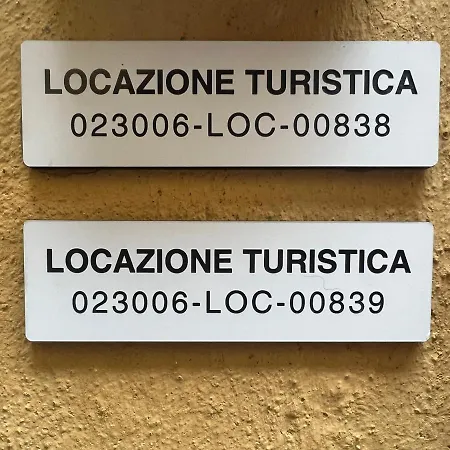 LOCAZIONE TURISTICA
023006-LOC-00838
LOCAZIONE TURISTICA
023006-LOC-00839